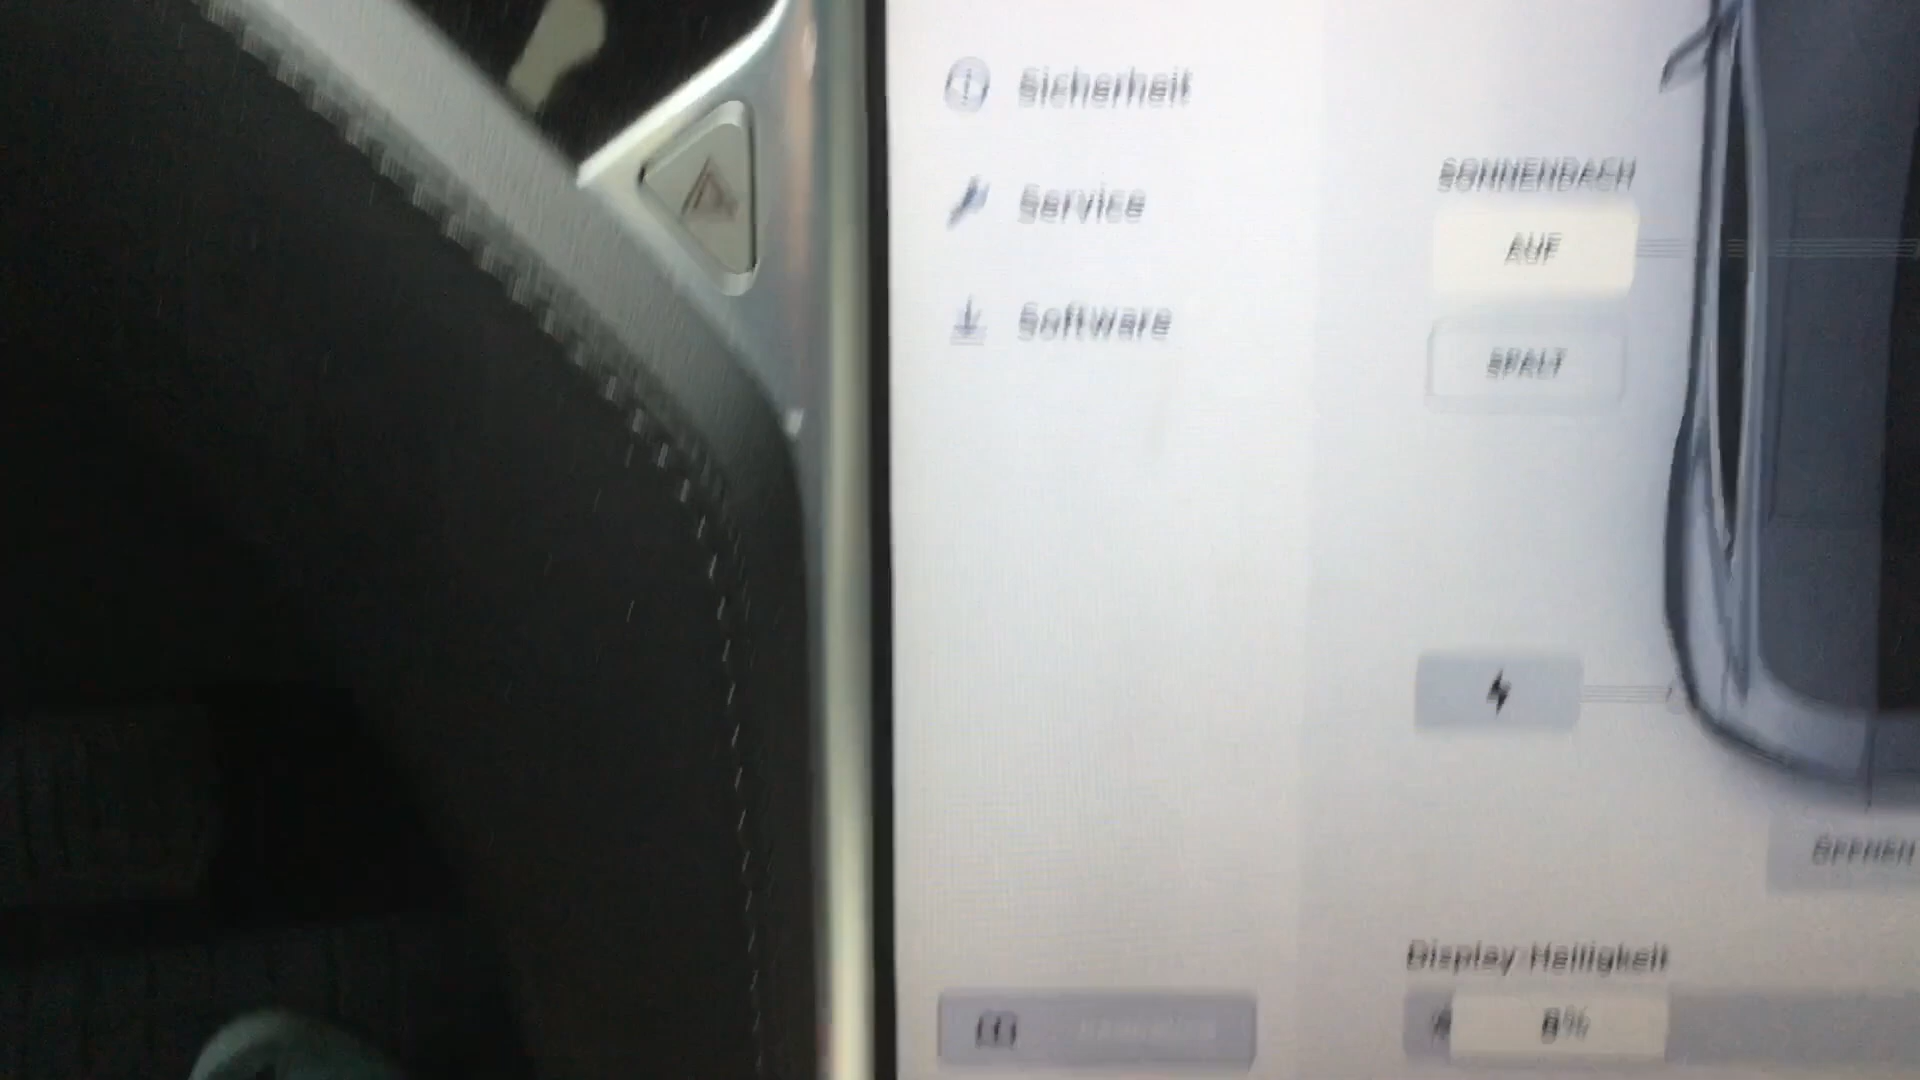 Sicherheit
Service
Software
SONNENDACH
AUF
SPALT
ÖFFNEN
Display-Helligkeit